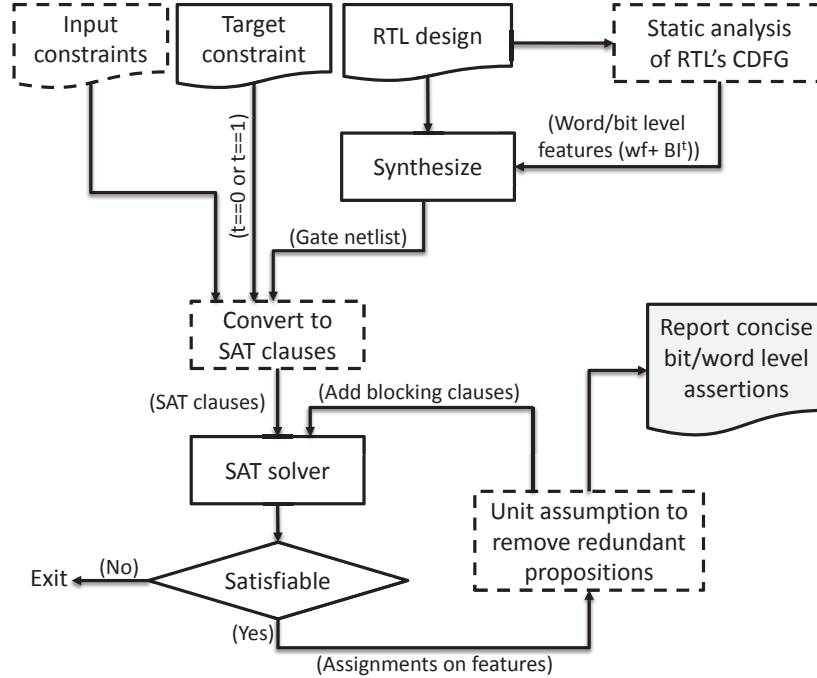 Input
constraints
Target
constraint
RTL design
Static analysis
of RTL's CDFG
(Word/bit level
features (wf+ BIᵗ))
Synthesize
(t==0 or t==1)
(Gate netlist)
Convert to
SAT clauses
Report concise
bit/word level
assertions
(SAT clauses)
(Add blocking clauses)
SAT solver
Unit assumption to
remove redundant
propositions
Exit
(No)
Satisfiable
(Yes)
(Assignments on features)